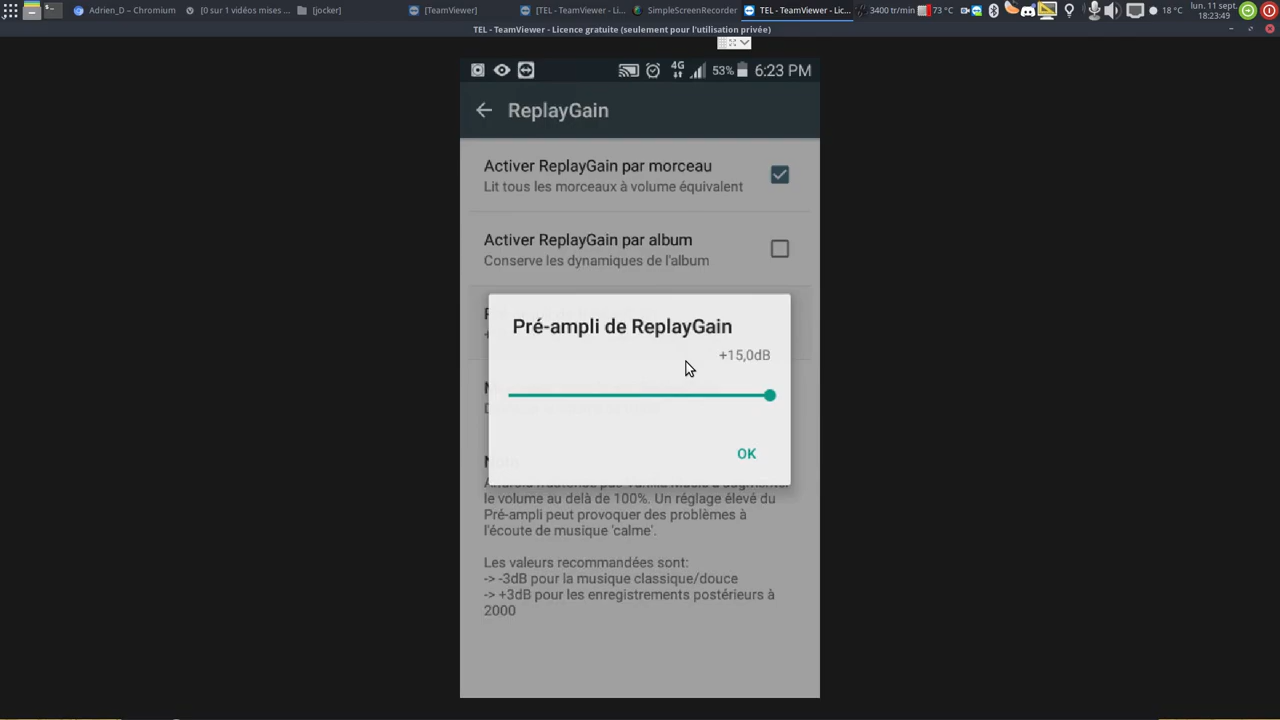 Adrien_D – Chromium
[0 sur 1 vidéos mises ...
[jocker]
[TeamViewer]
[TEL - TeamViewer - Li...
SimpleScreenRecorder
TEL - TeamViewer - Lic...
3400 tr/min
73 °C
18 °C
lun. 11 sept.
18:23:49
TEL - TeamViewer - Licence gratuite (seulement pour l'utilisation privée)
4G
53%
6:23 PM
ReplayGain
Activer ReplayGain par morceau
Lit tous les morceaux à volume équivalent
Activer ReplayGain par album
Conserve les dynamiques de l'album
Pré-ampli de ReplayGain
+15,0dB
OK
le volume au delà de 100%. Un réglage élevé du
Pré-ampli peut provoquer des problèmes à
l'écoute de musique 'calme'.
Les valeurs recommandées sont:
-> -3dB pour la musique classique/douce
-> +3dB pour les enregistrements postérieurs à
2000